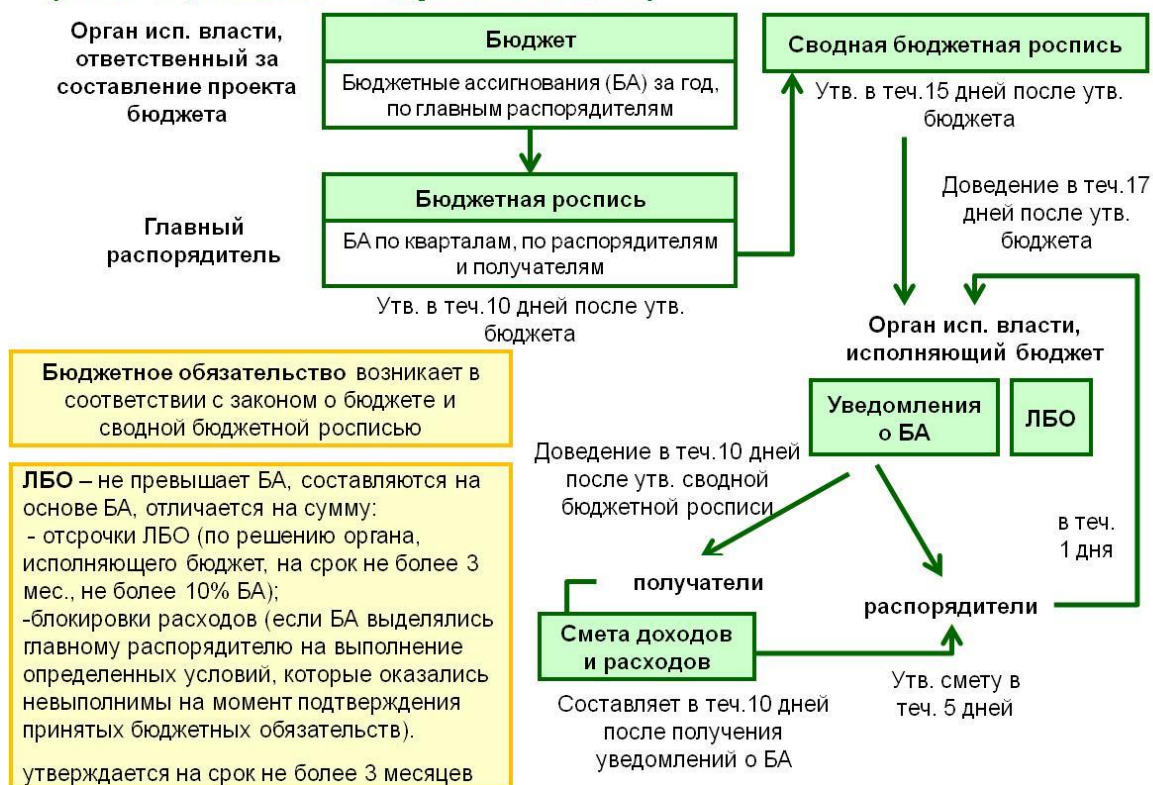 Орган исп. власти,
ответственный за
составление проекта
бюджета
Бюджет
Бюджетные ассигнования (БА) за год,
по главным распорядителям
Сводная бюджетная роспись
Утв. в теч.15 дней после утв.
бюджета
Главный
распорядитель
Бюджетная роспись
БА по кварталам, по распорядителям
и получателям
Утв. в теч.10 дней после утв.
бюджета
Доведение в теч.17
дней после утв.
бюджета
Орган исп. власти,
исполняющий бюджет
Уведомления
о БА
ЛБО
Бюджетное обязательство возникает в
соответствии с законом о бюджете и
сводной бюджетной росписью
Доведение в теч.10 дней
после утв. сводной
бюджетной росписи
в теч.
1 дня
ЛБО – не превышает БА, составляются на
основе БА, отличается на сумму:
- отсрочки ЛБО (по решению органа,
исполняющего бюджет, на срок не более 3
мес., не более 10% БА);
-блокировки расходов (если БА выделялись
главному распорядителю на выполнение
определенных условий, которые оказались
невыполнимы на момент подтверждения
принятых бюджетных обязательств).
утверждается на срок не более 3 месяцев
получатели
распорядители
Смета доходов
и расходов
Утв. смету в
теч. 5 дней
Составляет в теч.10 дней
после получения
уведомлений о БА